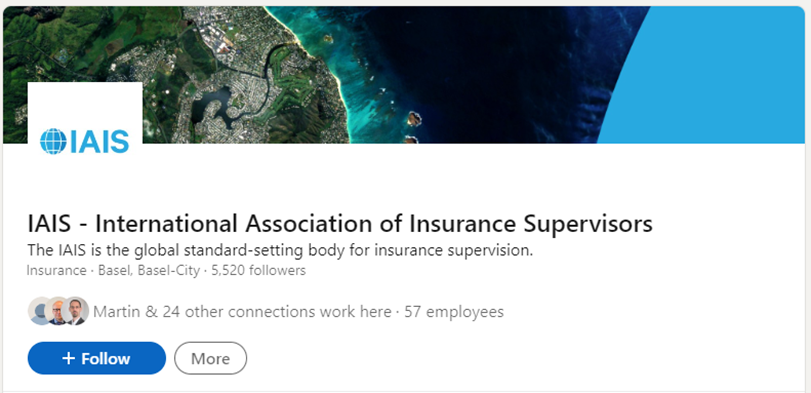 IAIS
IAIS - International Association of Insurance Supervisors
The IAIS is the global standard-setting body for insurance supervision.
Insurance · Basel, Basel-City · 5,520 followers
Martin & 24 other connections work here · 57 employees
+ Follow
More